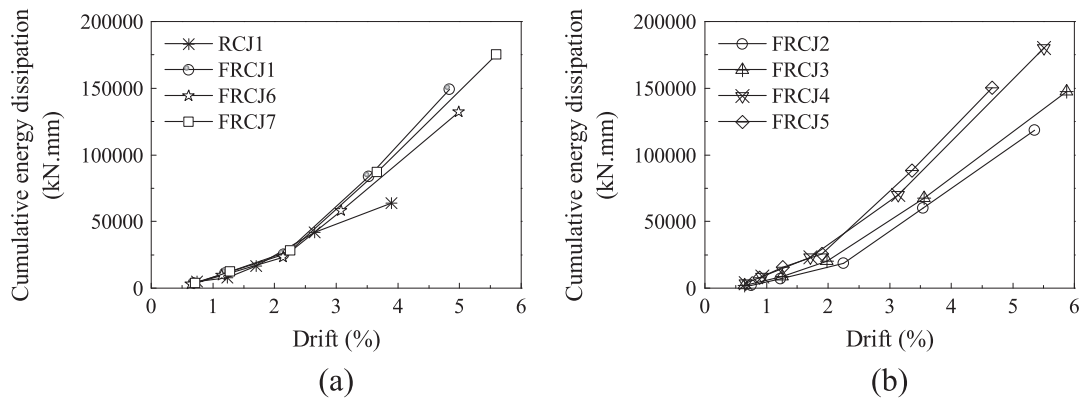 Cumulative energy dissipation
(kN.mm)
200000
150000
100000
50000
0
RCJ1
FRCJ1
FRCJ6
FRCJ7
0 1 2 3 4 5 6
Drift (%)
(a)
Cumulative energy dissipation
(kN.mm)
200000
150000
100000
50000
0
FRCJ2
FRCJ3
FRCJ4
FRCJ5
0 1 2 3 4 5 6
Drift (%)
(b)